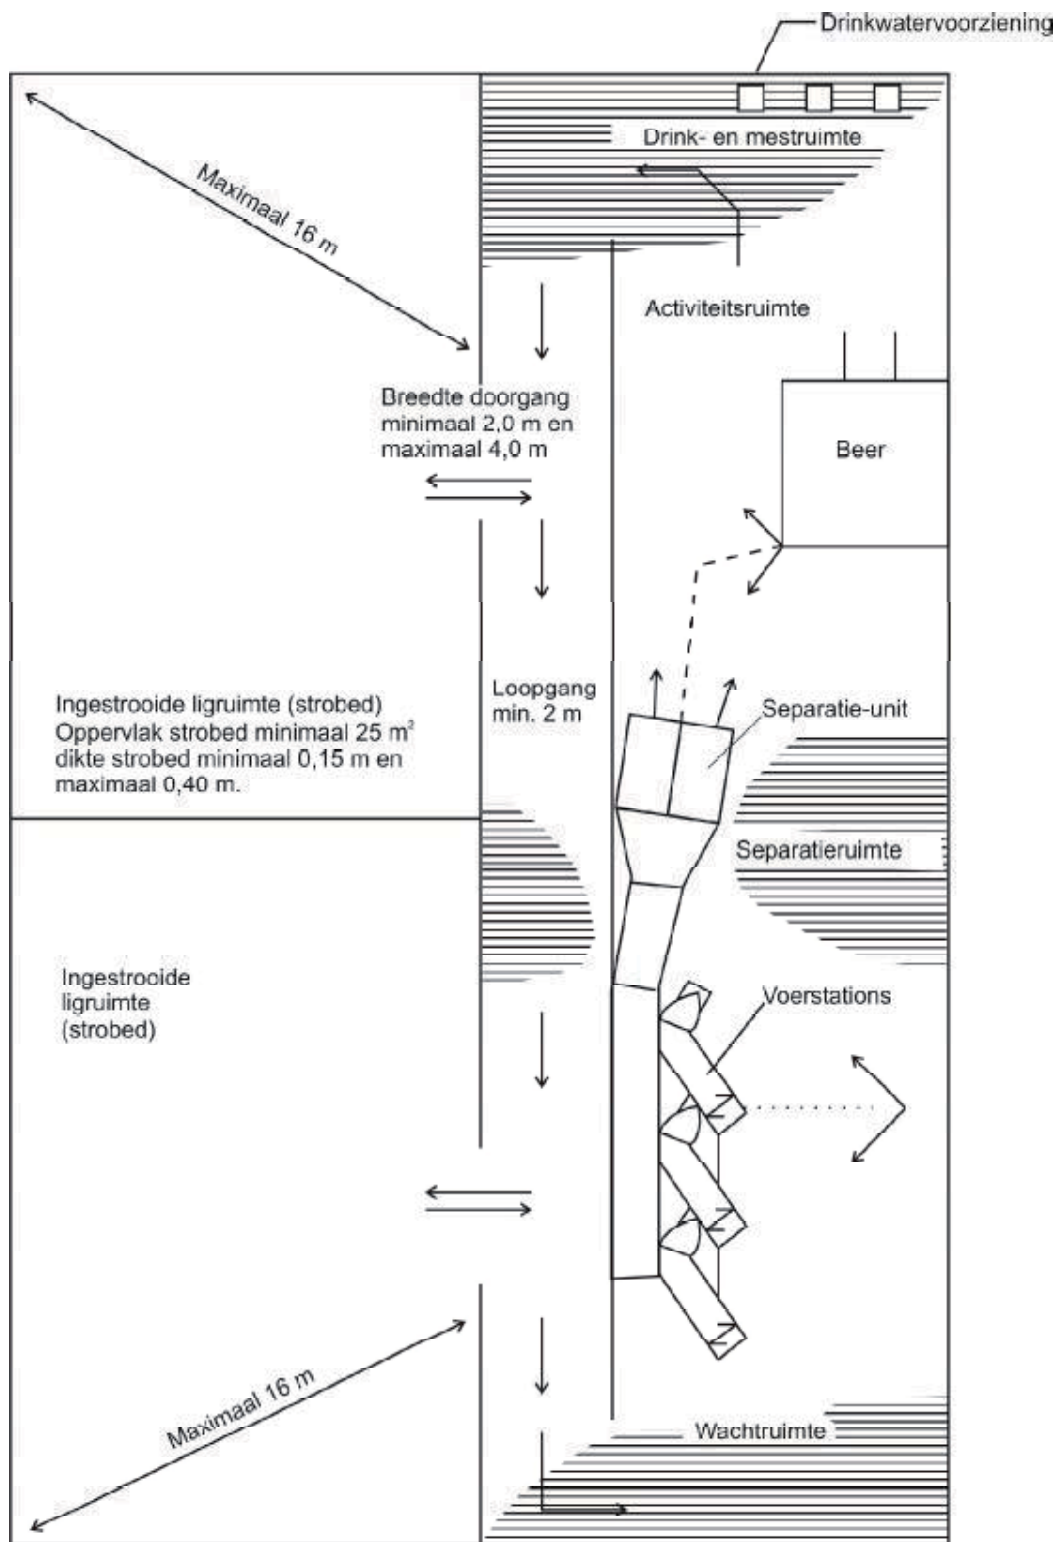 Drinkwatervoorziening
Drink- en mestruimte
Maximaal 16 m
Activiteitsruimte
Breedte doorgang
minimaal 2,0 m en
maximaal 4,0 m
Beer
Loopgang
min. 2 m
Ingestrooide ligruimte (strobed)
Oppervlak strobed minimaal 25 m²
dikte strobed minimaal 0,15 m en
maximaal 0,40 m.
Separatie-unit
Separatieruimte
Ingestrooide
ligruimte
(strobed)
Voerstations
Maximaal 16 m
Wachtruimte